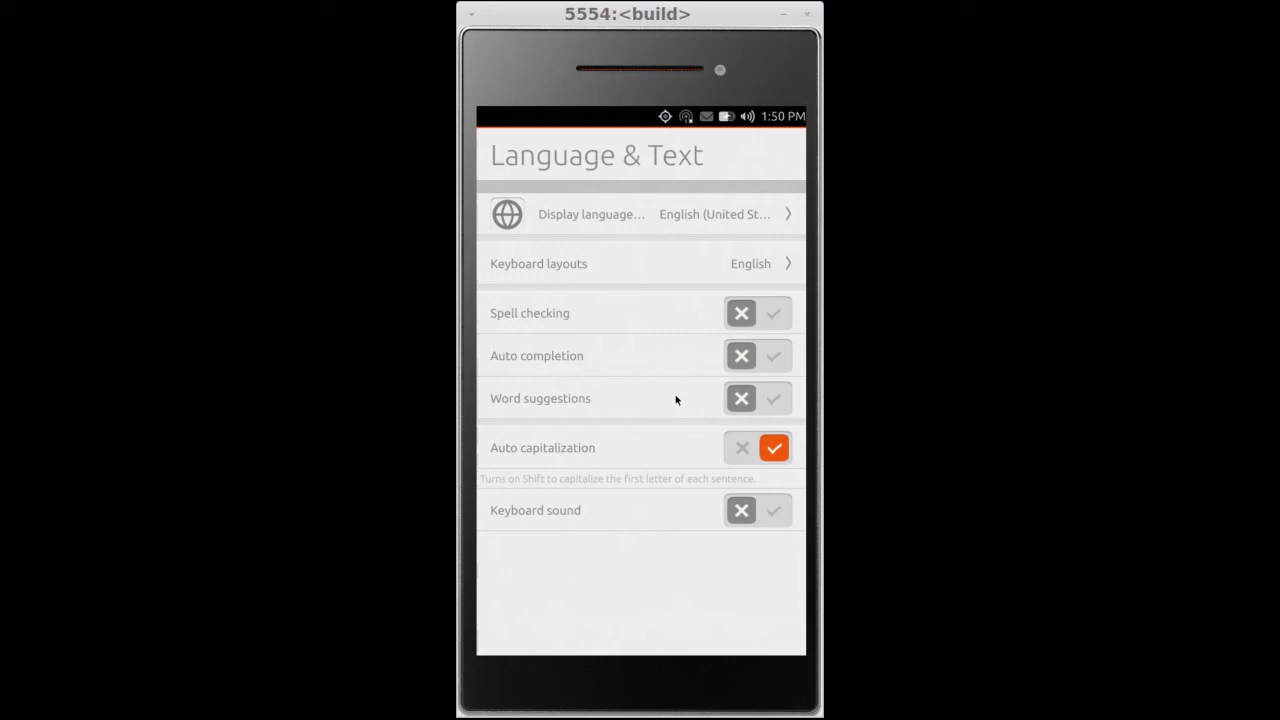 5554:<build>
1:50 PM
Language & Text
Display language... English (United St...
Keyboard layouts English
Spell checking
Auto completion
Word suggestions
Auto capitalization
Turns on Shift to capitalize the first letter of each sentence.
Keyboard sound